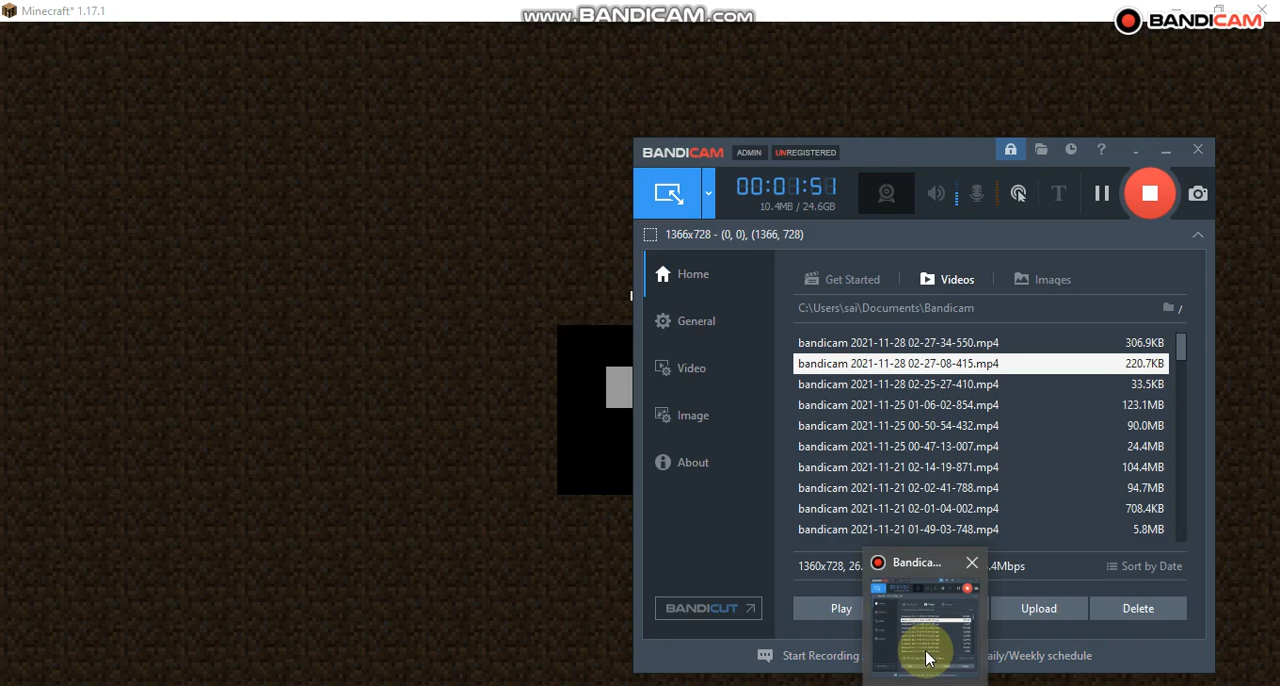 Minecraft* 1.17.1
www.BANDICAM.com
BANDICAM
BANDICAM ADMIN UNREGISTERED
00:01:51
10.4MB / 24.6GB
1366x728 - (0, 0), (1366, 728)
Home
General
Video
Image
About
BANDICUT
Get Started
Videos
Images
C:\Users\sai\Documents\Bandicam
/
bandicam 2021-11-28 02-27-34-550.mp4 306.9KB
bandicam 2021-11-28 02-27-08-415.mp4 220.7KB
bandicam 2021-11-28 02-25-27-410.mp4 33.5KB
bandicam 2021-11-25 01-06-02-854.mp4 123.1MB
bandicam 2021-11-25 00-50-54-432.mp4 90.0MB
bandicam 2021-11-25 00-47-13-007.mp4 24.4MB
bandicam 2021-11-21 02-14-19-871.mp4 104.4MB
bandicam 2021-11-21 02-02-41-788.mp4 94.7MB
bandicam 2021-11-21 02-01-04-002.mp4 708.4KB
bandicam 2021-11-21 01-49-03-748.mp4 5.8MB
1360x728, 26. .4Mbps Sort by Date
Bandica...
Play Upload Delete
Start Recording aily/Weekly schedule